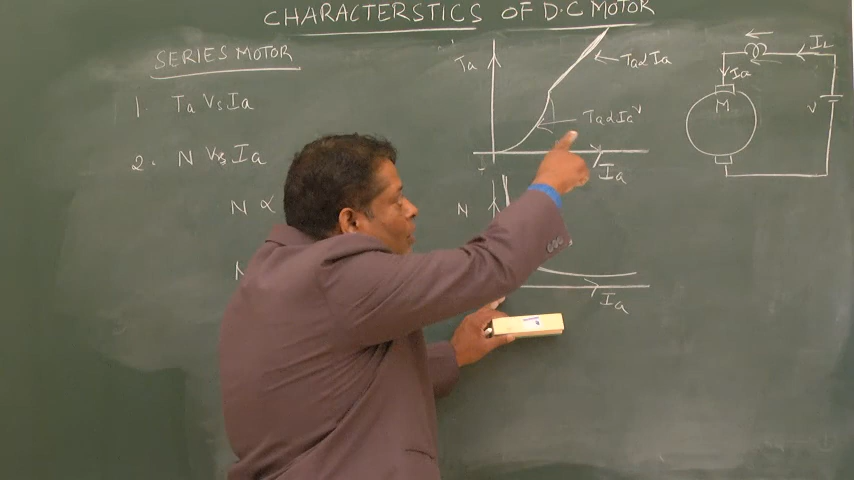 CHARACTERSTICS OF D.C MOTOR
SERIES MOTOR
1. Ta Vs Ia
2. N Vs Ia
N ∝
N
Ta
Ta∝Ia
Ta∝Ia²
Ia
N
Ia
IL
Ia
M
V